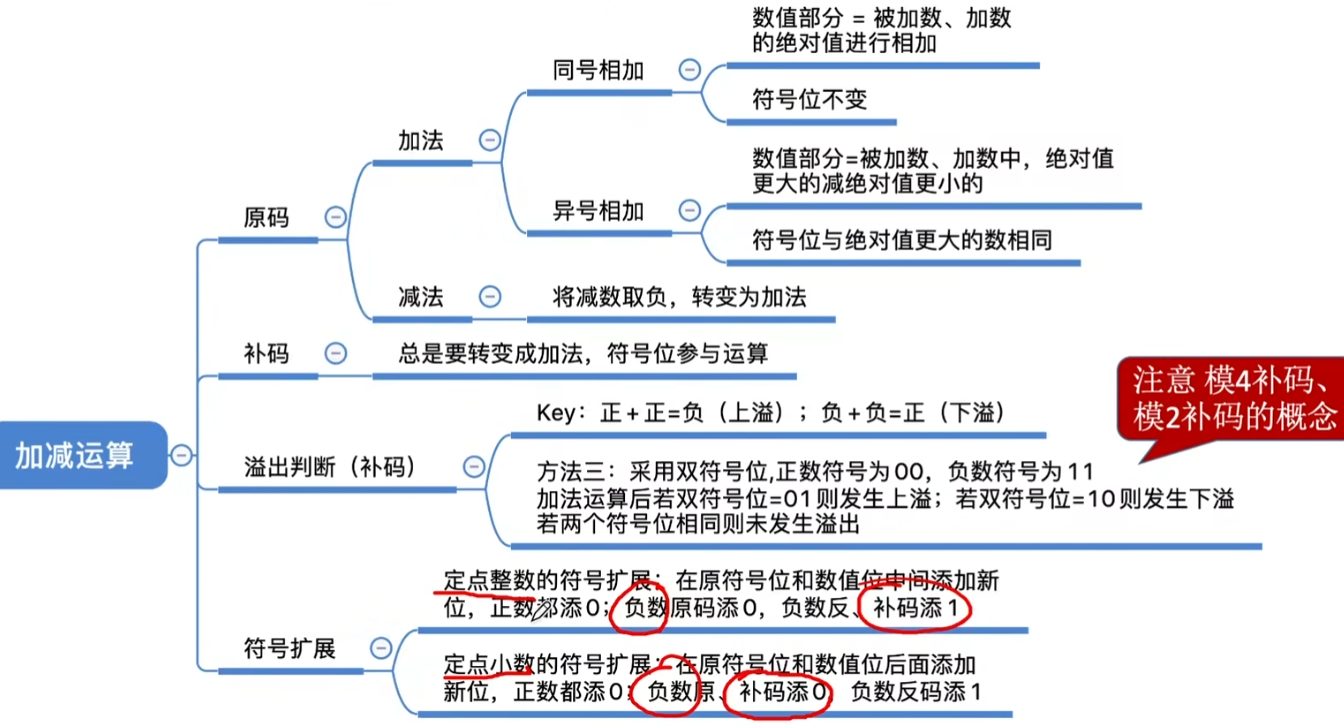 数值部分 = 被加数、加数
的绝对值进行相加
同号相加
符号位不变
加法
数值部分=被加数、加数中，绝对值
更大的减绝对值更小的
异号相加
原码
符号位与绝对值更大的数相同
减法
将减数取负，转变为加法
补码
总是要转变成加法，符号位参与运算
注意 模4补码、
模2补码的概念
Key：正+正=负（上溢）；负+负=正（下溢）
加减运算
溢出判断（补码）
方法三：采用双符号位,正数符号为00，负数符号为11
加法运算后若双符号位=01则发生上溢；若双符号位=10则发生下溢
若两个符号位相同则未发生溢出
定点整数的符号扩展：在原符号位和数值位中间添加新
位，正数都添0；负数原码添0，负数反、补码添1
符号扩展
定点小数的符号扩展：在原符号位和数值位后面添加
新位，正数都添0；负数原、补码添0，负数反码添1